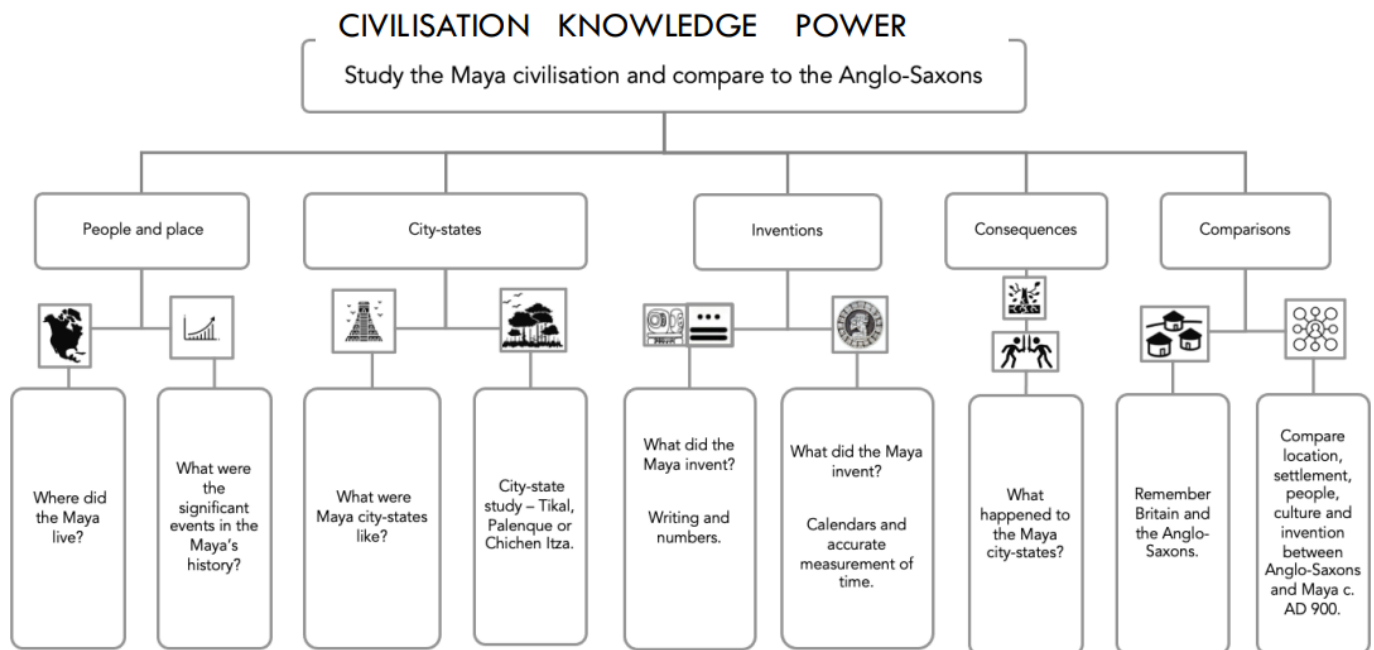 CIVILISATION KNOWLEDGE POWER
Study the Maya civilisation and compare to the Anglo-Saxons
People and place
City-states
Inventions
Consequences
Comparisons
Where did
the Maya
live?
What were
the
significant
events in the
Maya's
history?
What were
Maya city-states
like?
City-state
study – Tikal,
Palenque or
Chichen Itza.
What did the
Maya invent?
Writing and
numbers.
What did the Maya
invent?
Calendars and
accurate
measurement of
time.
What
happened to
the Maya
city-states?
Remember
Britain and
the Anglo-
Saxons.
Compare
location,
settlement,
people,
culture and
invention
between
Anglo-Saxons
and Maya c.
AD 900.